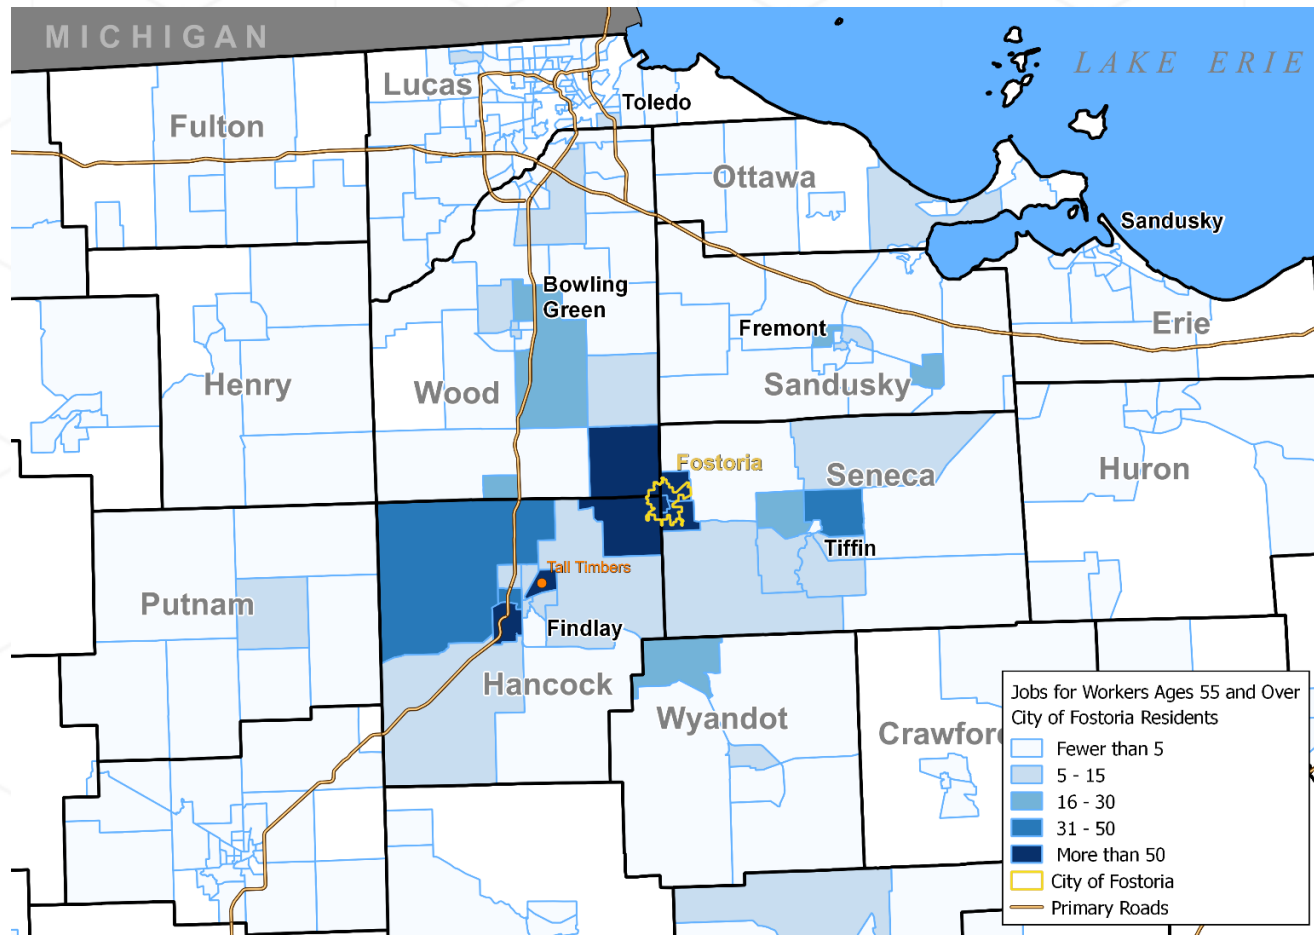 MICHIGAN
LAKE ERIE
Lucas
Toledo
Fulton
Ottawa
Sandusky
Bowling
Green
Erie
Fremont
Henry
Wood
Sandusky
Fostoria
Seneca
Huron
Tiffin
Tall Timbers
Putnam
Findlay
Hancock
Wyandot
Crawford
Jobs for Workers Ages 55 and Over
City of Fostoria Residents
Fewer than 5
5 - 15
16 - 30
31 - 50
More than 50
City of Fostoria
Primary Roads